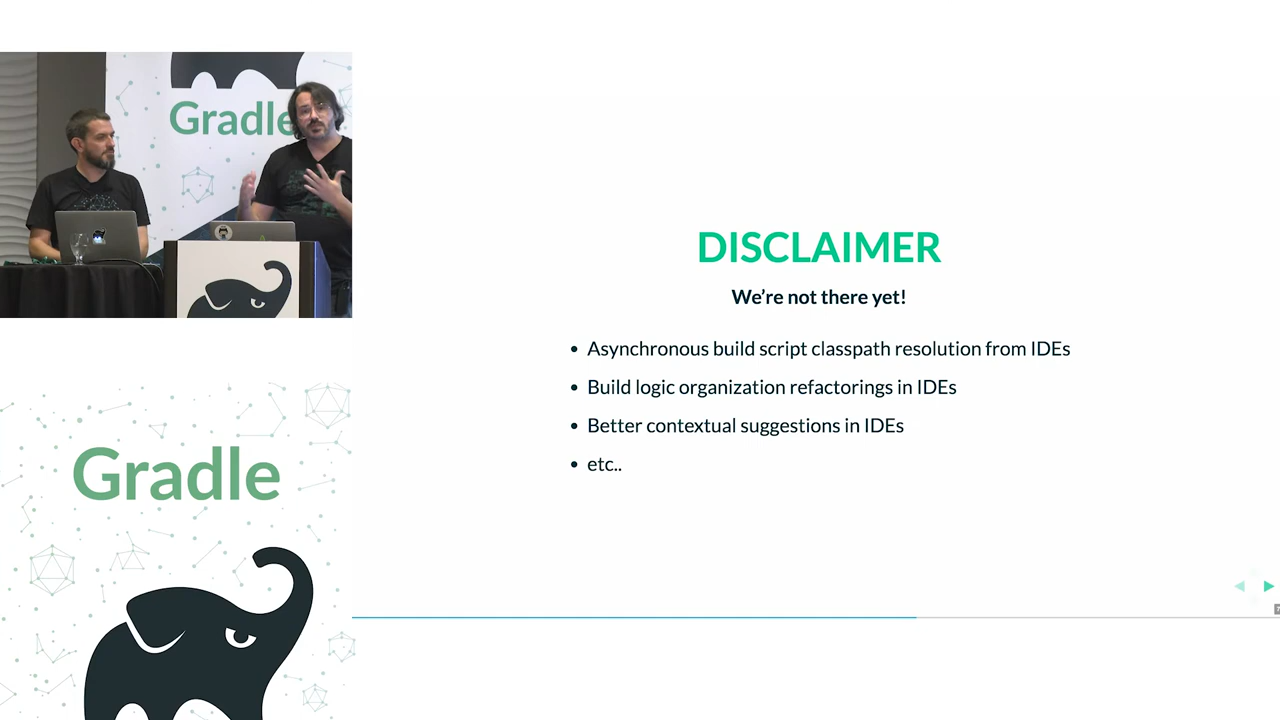 Gradle
DISCLAIMER
We're not there yet!
• Asynchronous build script classpath resolution from IDEs
• Build logic organization refactorings in IDEs
• Better contextual suggestions in IDEs
• etc..
Gradle